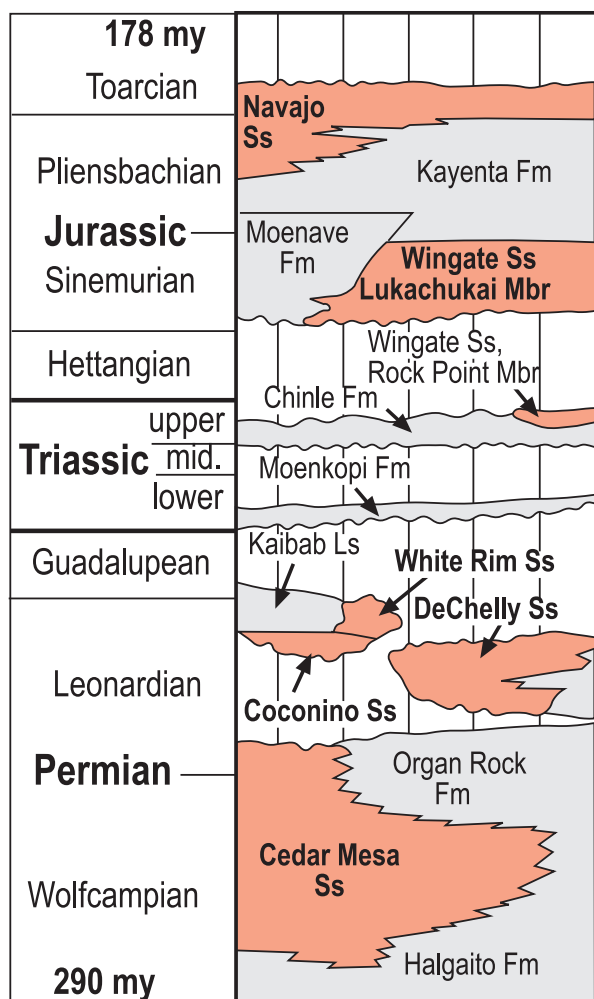 178 my
Toarcian
Navajo
Ss
Pliensbachian
Kayenta Fm
Jurassic
Moenave
Fm
Sinemurian
Wingate Ss
Lukachukai Mbr
Hettangian
Wingate Ss,
Rock Point Mbr
Chinle Fm
upper
Triassic
mid.
lower
Moenkopi Fm
Guadalupean
Kaibab Ls
White Rim Ss
DeChelly Ss
Leonardian
Coconino Ss
Permian
Organ Rock
Fm
Cedar Mesa
Ss
Wolfcampian
Halgaito Fm
290 my